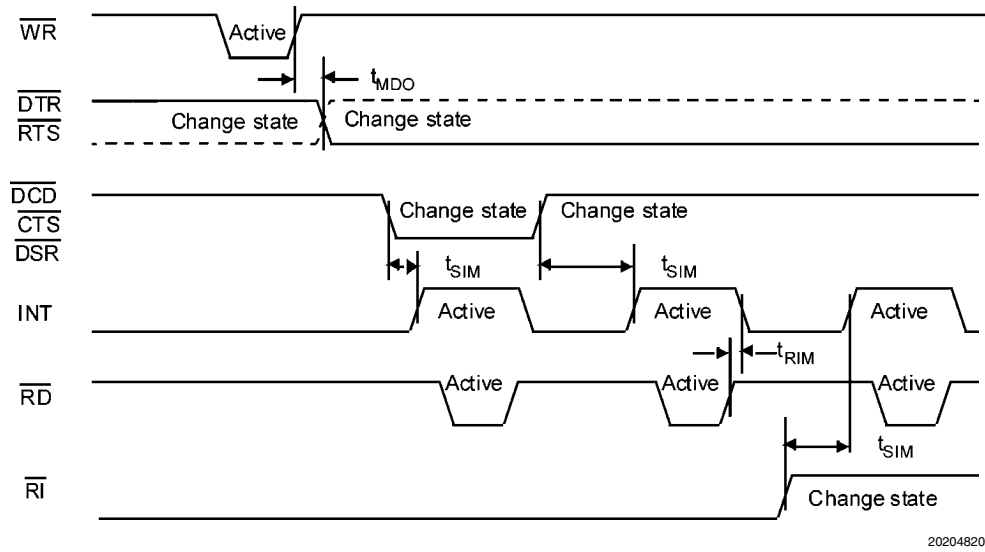 WR Active
tMDO
DTR
RTS Change state Change state
DCD
CTS Change state Change state
DSR
tSIM tSIM
INT Active Active Active
tRIM
RD Active Active Active
tSIM
RI Change state
20204820